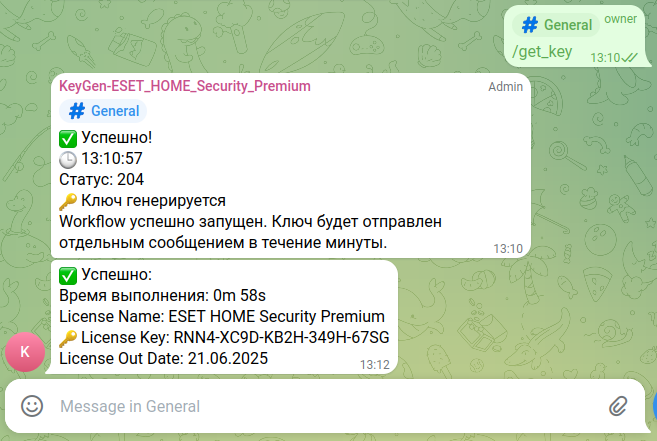 # General owner
/get_key 13:10
KeyGen-ESET_HOME_Security_Premium Admin
# General
Успешно!
13:10:57
Статус: 204
Ключ генерируется
Workflow успешно запущен. Ключ будет отправлен
отдельным сообщением в течение минуты.
13:10
Успешно:
Время выполнения: 0m 58s
License Name: ESET HOME Security Premium
License Key: RNN4-XC9D-KB2H-349H-67SG
License Out Date: 21.06.2025
13:12
K
Message in General